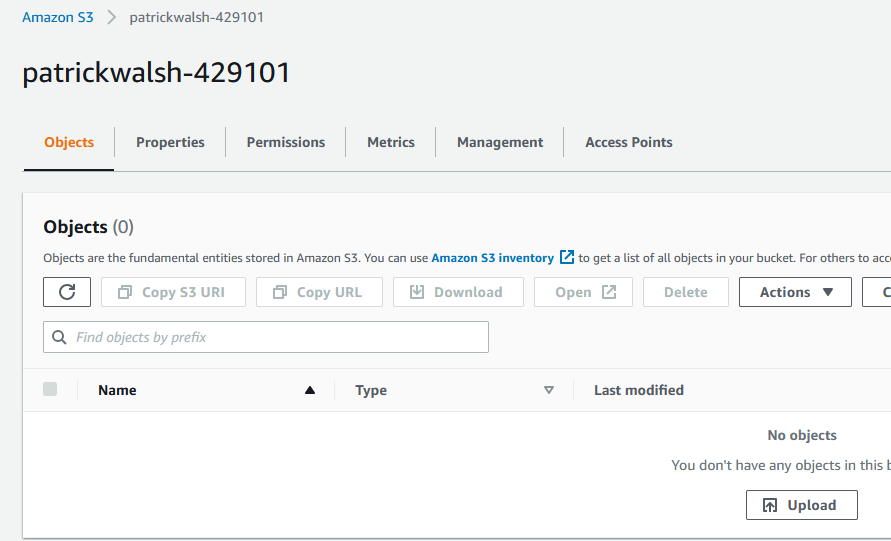 Amazon S3 > patrickwalsh-429101
patrickwalsh-429101
Objects Properties Permissions Metrics Management Access Points
Objects (0)
Objects are the fundamental entities stored in Amazon S3. You can use Amazon S3 inventory to get a list of all objects in your bucket. For others to
Copy S3 URI Copy URL Download Open Delete Actions
Find objects by prefix
Name Type Last modified
No objects
You don't have any objects in this
Upload